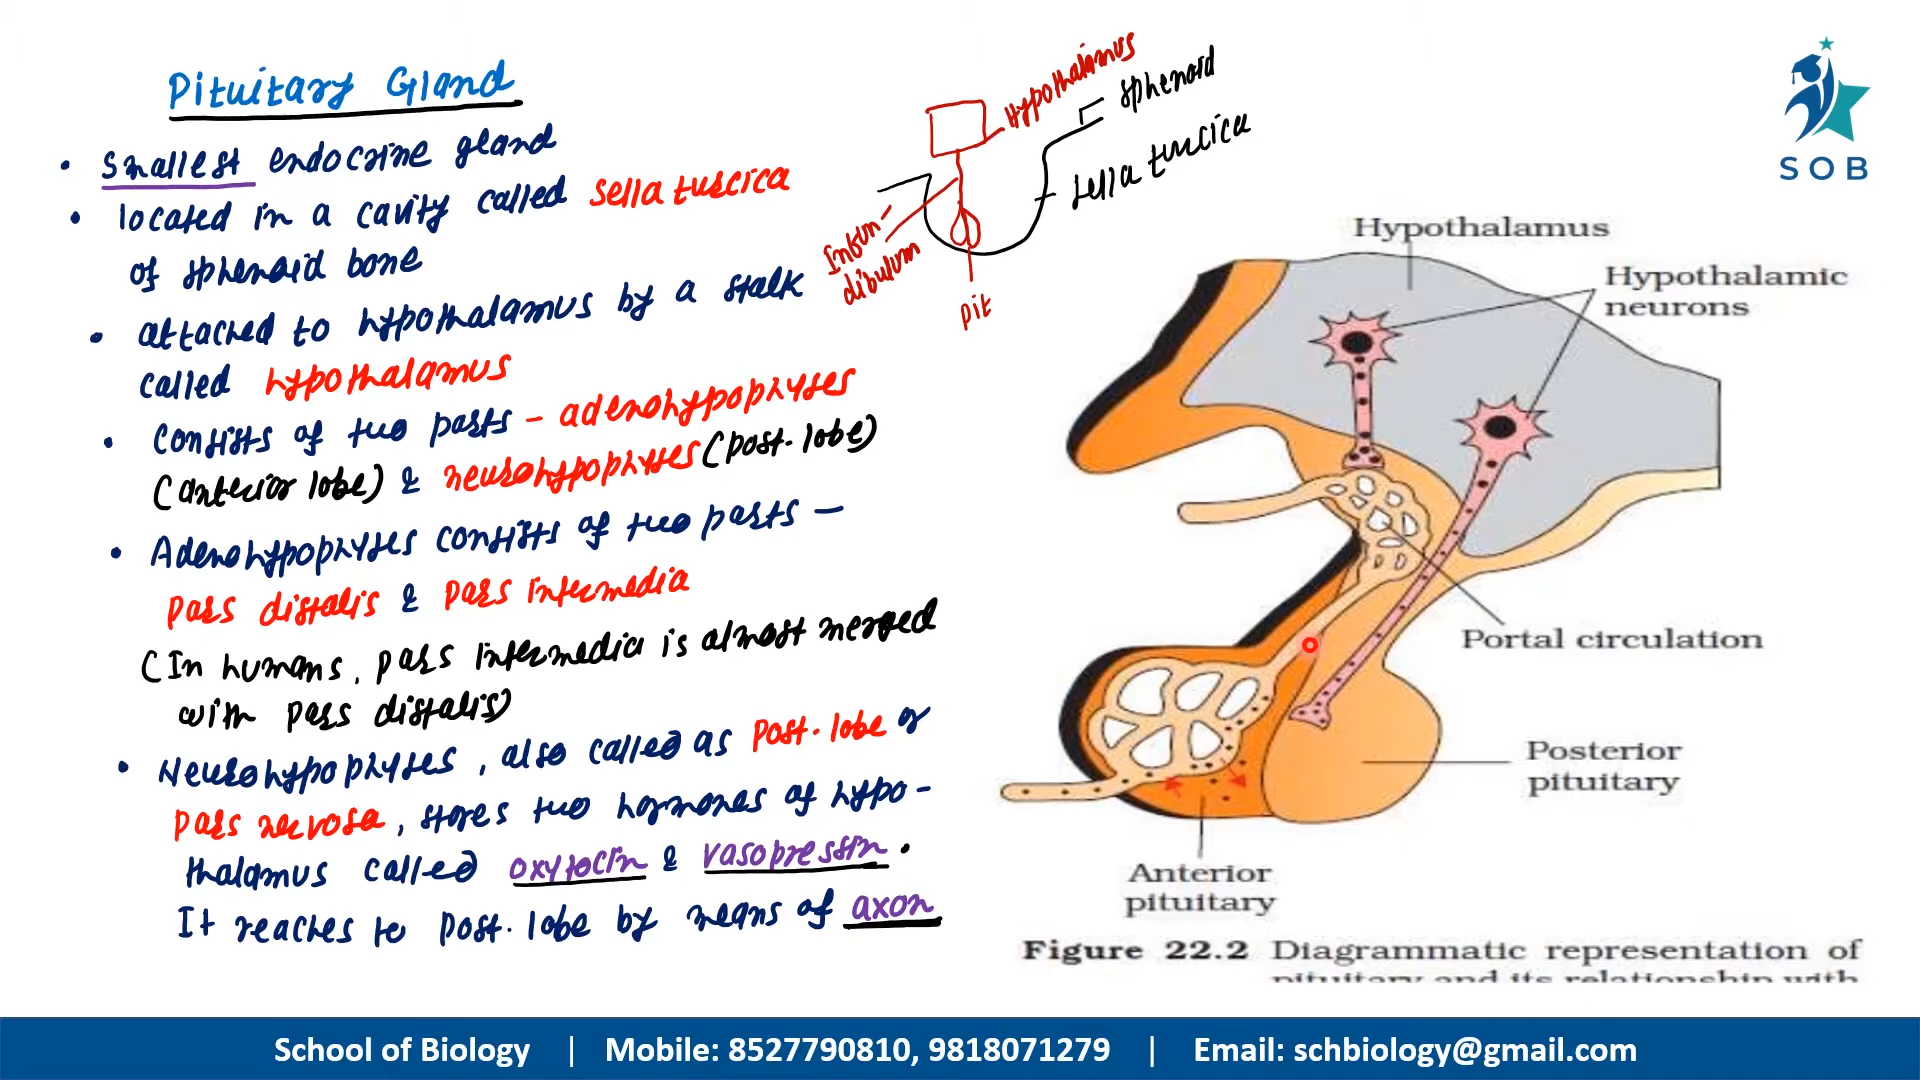 Pituitary Gland
• Smallest endocrine gland
• located in a cavity called Sella turcica
of sphenoid bone
• attached to hypothalamus by a stalk
called hypothalamus
• Consists of two parts - adenohypophyses
(anterior lobe) & neurohypophyses (post. lobe)
• Adenohypophyses consists of two parts -
Pars distalis & Pars intermedia
(In humans, pars intermedia is almost merged
with pars distalis)
• Neurohypophyses, also called as Post. lobe or
Pars nervosa, stores two hormones of hypo-
thalamus called oxytocin & vasopressin.
It reaches to post. lobe by means of axon
Hypothalamus
Sphenoid
Sella turcica
Infun-
dibulum
Pit
SOB
Hypothalamus
Hypothalamic
neurons
Portal circulation
Posterior
pituitary
Anterior
pituitary
Figure 22.2 Diagrammatic representation of
pituitary and its relationship with
School of Biology | Mobile: 8527790810, 9818071279 | Email: schbiology@gmail.com